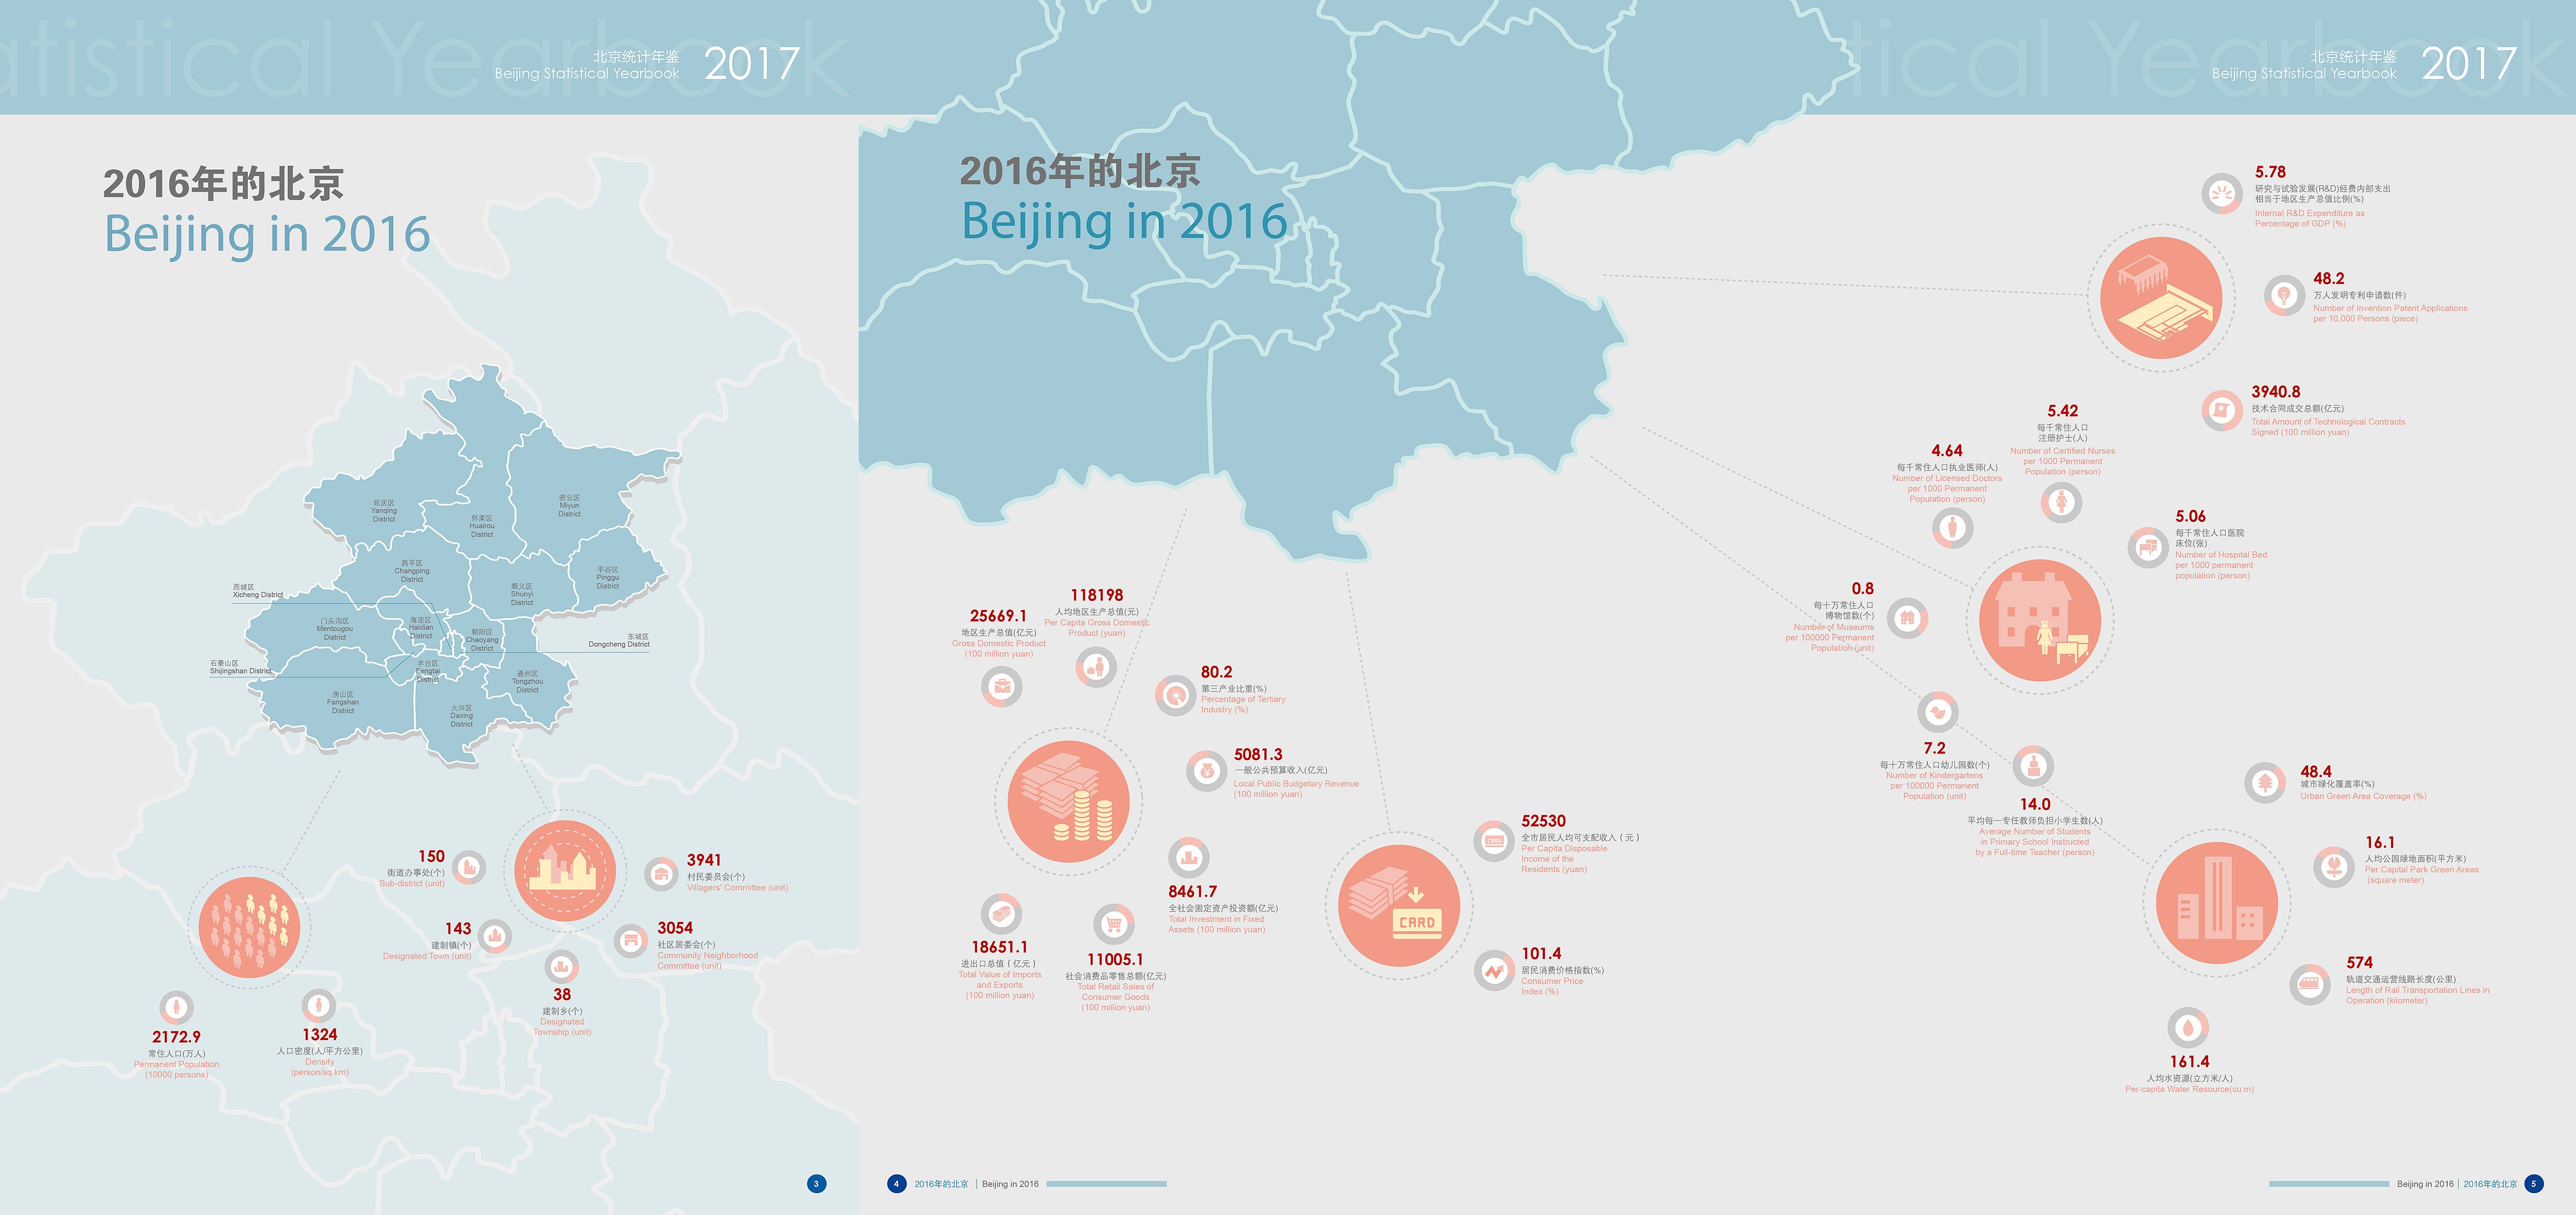 北京统计年鉴
Beijing Statistical Yearbook
2017
2016年的北京
Beijing in 2016
延庆区
Yanqing
District
怀柔区
Huairou
District
密云区
Miyun
District
昌平区
Changping
District
顺义区
Shunyi
District
平谷区
Pinggu
District
西城区
Xicheng District
门头沟区
Mentougou
District
海淀区
Haidian
District
朝阳区
Chaoyang
District
东城区
Dongcheng District
石景山区
Shijingshan District
丰台区
Fengtai
District
房山区
Fangshan
District
大兴区
Daxing
District
通州区
Tongzhou
District
150
街道办事处(个)
Sub-district (unit)
143
建制镇(个)
Designated Town (unit)
38
建制乡(个)
Designated
Township (unit)
3941
村民委员会(个)
Villagers' Committee (unit)
3054
社区居委会(个)
Community Neighborhood
Committee (unit)
2172.9
常住人口(万人)
Permanent Population
(10000 persons)
1324
人口密度(人/平方公里)
Density
(person/sq.km)
3
2016年的北京
Beijing in 2016
25669.1
地区生产总值(亿元)
Gross Domestic Product
(100 million yuan)
118198
人均地区生产总值(元)
Per Capita Gross Domestic
Product (yuan)
80.2
第三产业比重(%)
Percentage of Tertiary
Industry (%)
5081.3
一般公共预算收入(亿元)
Local Public Budgetary Revenue
(100 million yuan)
8461.7
全社会固定资产投资额(亿元)
Total Investment in Fixed
Assets (100 million yuan)
18651.1
进出口总值 ( 亿元 )
Total Value of Imports
and Exports
(100 million yuan)
11005.1
社会消费品零售总额(亿元)
Total Retail Sales of
Consumer Goods
(100 million yuan)
CARD
CARD
52530
全市居民人均可支配收入 ( 元 )
Per Capita Disposable
Income of the
Residents (yuan)
101.4
居民消费价格指数(%)
Consumer Price
Index (%)
4
2016年的北京 | Beijing in 2016
北京统计年鉴
Beijing Statistical Yearbook
2017
5.78
研究与试验发展(R&D)经费内部支出
相当于地区生产总值比例(%)
Internal R&D Expenditure as
Percentage of GDP (%)
48.2
万人发明专利申请数(件)
Number of Invention Patent Applications
per 10,000 Persons (piece)
3940.8
技术合同成交总额(亿元)
Total Amount of Technological Contracts
Signed (100 million yuan)
4.64
每千常住人口执业医师(人)
Number of Licensed Doctors
per 1000 Permanent
Population (person)
5.42
每千常住人口
注册护士(人)
Number of Certified Nurses
per 1000 Permanent
Population (person)
5.06
每千常住人口医院
床位(张)
Number of Hospital Bed
per 1000 permanent
population (person)
0.8
每十万常住人口
博物馆数(个)
Number of Museums
per 100000 Permanent
Population (unit)
7.2
每十万常住人口幼儿园数(个)
Number of Kindergartens
per 100000 Permanent
Population (unit)
14.0
平均每一专任教师负担小学生数(人)
Average Number of Students
in Primary School Instructed
by a Full-time Teacher (person)
48.4
城市绿化覆盖率(%)
Urban Green Area Coverage (%)
16.1
人均公园绿地面积(平方米)
Per Capital Park Green Areas
(square meter)
574
轨道交通运营线路长度(公里)
Length of Rail Transportation Lines in
Operation (kilometer)
161.4
人均水资源(立方米/人)
Per-capita Water Resource(cu.m)
Beijing in 2016 | 2016年的北京
5